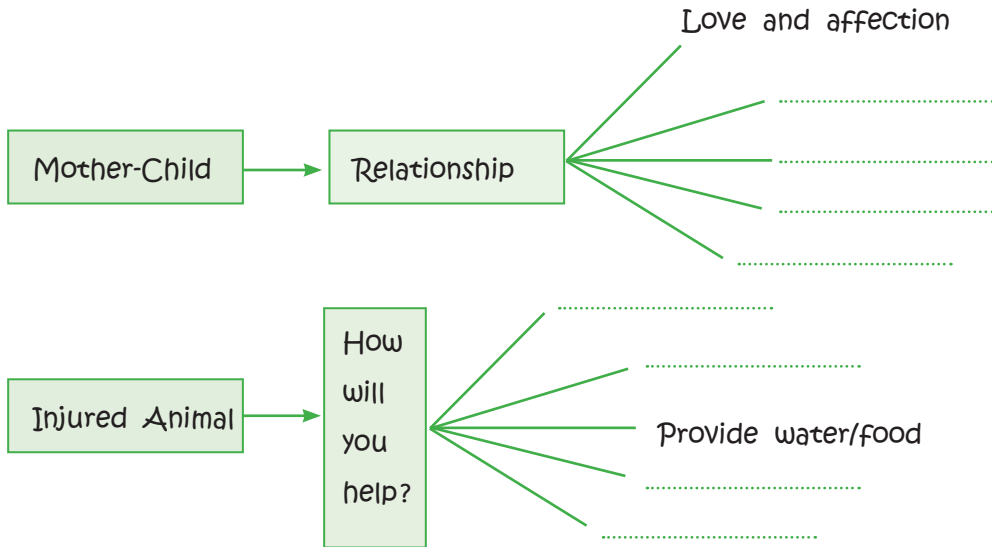 Love and affection
Mother-Child
Relationship
How
will
you
help?
Injured Animal
Provide water/food